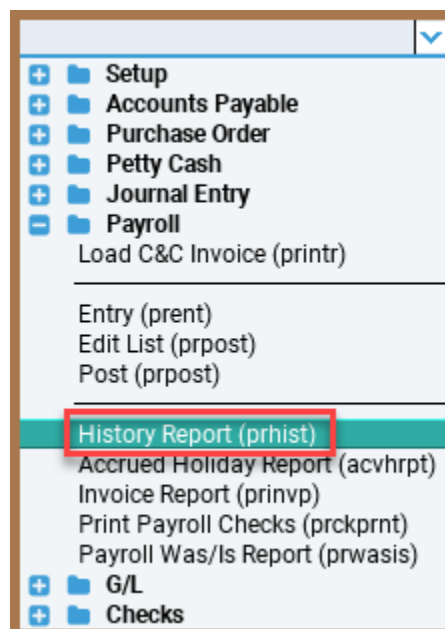 Setup
Accounts Payable
Purchase Order
Petty Cash
Journal Entry
Payroll
Load C&C Invoice (printr)
Entry (prent)
Edit List (prpost)
Post (prpost)
History Report (prhist)
Accrued Holiday Report (acvhrpt)
Invoice Report (prinvp)
Print Payroll Checks (prckprnt)
Payroll Was/Is Report (prwasis)
G/L
Checks